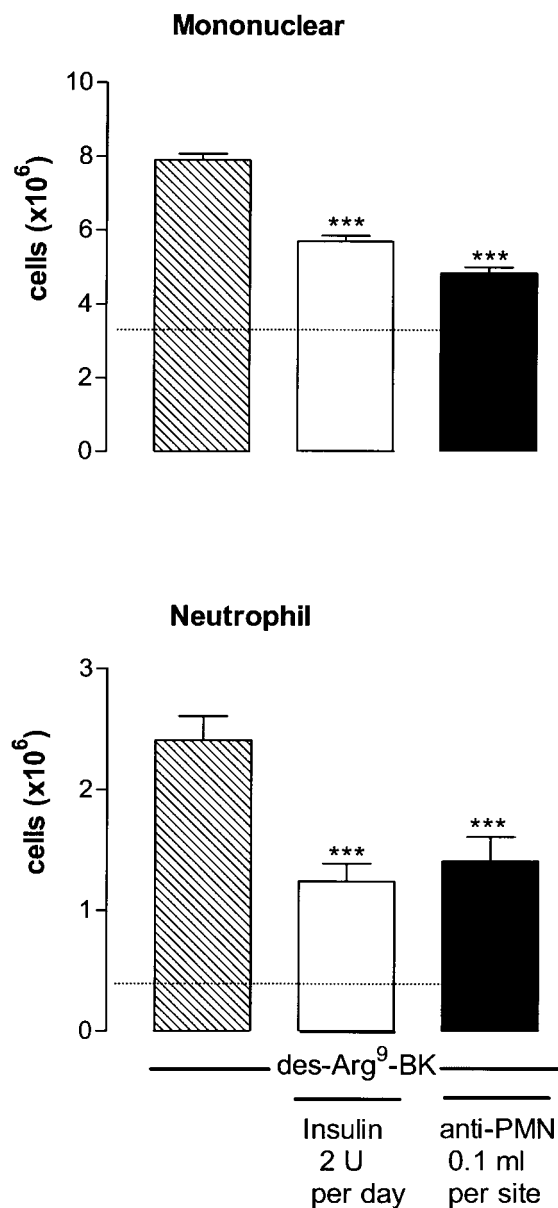 Mononuclear
cells (x10⁶)
10
8
6
4
2
0
***
***
Neutrophil
cells (x10⁶)
3
2
1
0
***
***
des-Arg⁹-BK
Insulin
2 U
per day
anti-PMN
0.1 ml
per site